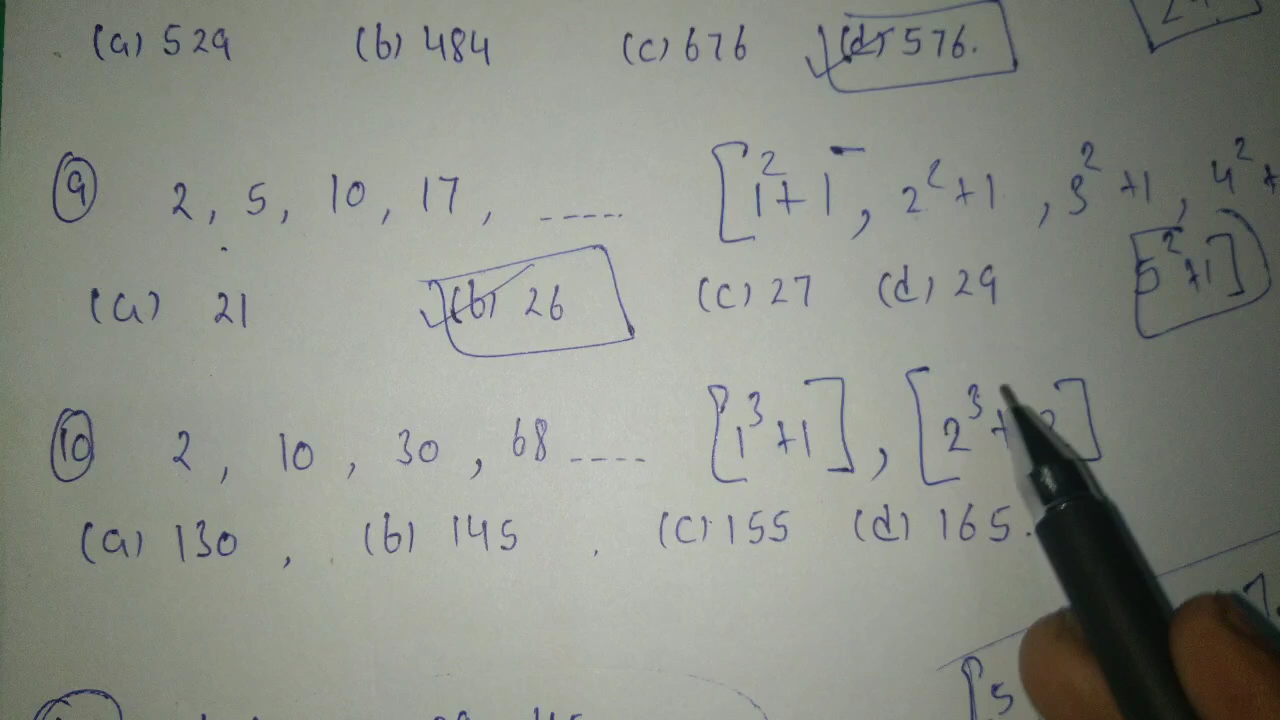 (a) 529 (b) 484 (c) 676 (d) 576.
(9) 2, 5, 10, 17, ----- [1²+1, 2²+1, 3²+1, 4²+
5²+1]
(a) 21 (b) 26 (c) 27 (d) 29
(10) 2, 10, 30, 68 ---- [1³+1], [2³+2]
(a) 130, (b) 145 (c) 155 (d) 165.